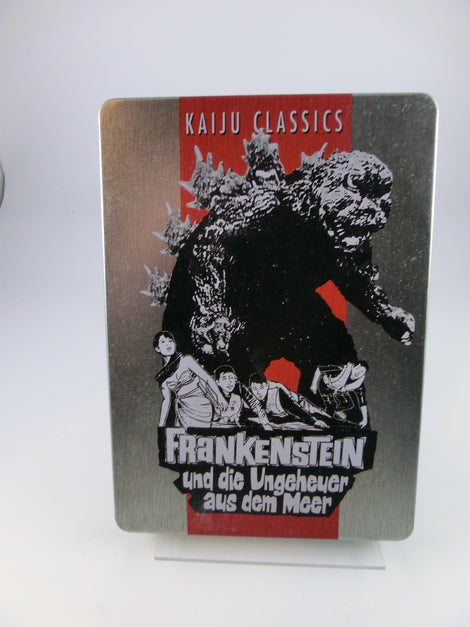 KAIJU CLASSICS
FRANKENSTEIN
und die Ungeheuer
aus dem Meer